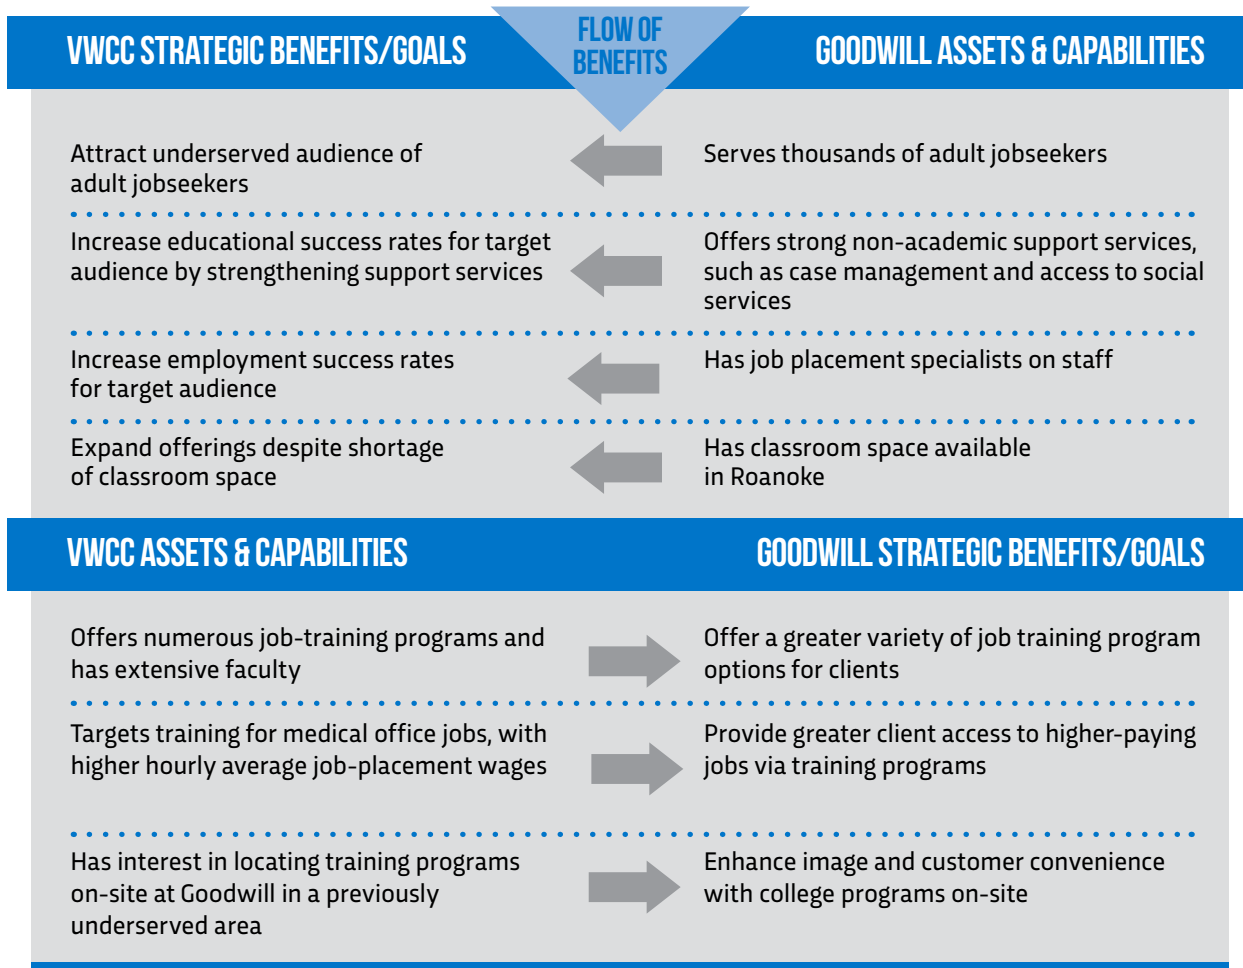 VWCC STRATEGIC BENEFITS/GOALS
FLOW OF
BENEFITS
GOODWILL ASSETS & CAPABILITIES
Attract underserved audience of
adult jobseekers
Serves thousands of adult jobseekers
Increase educational success rates for target
audience by strengthening support services
Offers strong non-academic support services,
such as case management and access to social
services
Increase employment success rates
for target audience
Has job placement specialists on staff
Expand offerings despite shortage
of classroom space
Has classroom space available
in Roanoke
VWCC ASSETS & CAPABILITIES
GOODWILL STRATEGIC BENEFITS/GOALS
Offers numerous job-training programs and
has extensive faculty
Offer a greater variety of job training program
options for clients
Targets training for medical office jobs, with
higher hourly average job-placement wages
Provide greater client access to higher-paying
jobs via training programs
Has interest in locating training programs
on-site at Goodwill in a previously
underserved area
Enhance image and customer convenience
with college programs on-site